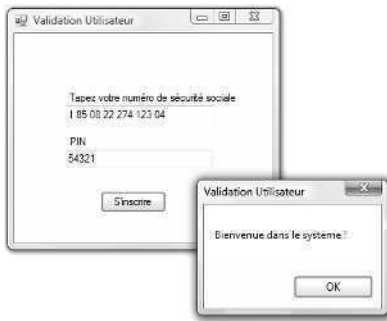 Validation Utilisateur
Tapez votre numéro de sécurité sociale
1 85 08 22 274 123 04
PIN
54321
S'inscrire
Validation Utilisateur
Bienvenue dans le système !
OK